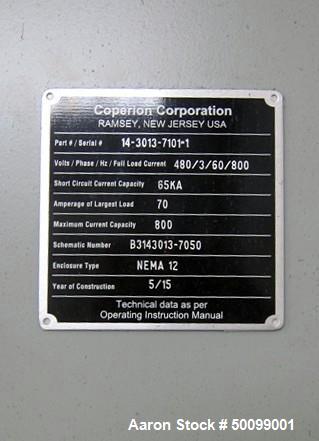 Coperion Corporation
RAMSEY, NEW JERSEY USA
Part # / Serial # 14-3013-7101-1
Volts / Phase / Hz / Full Load Current 480/3/60/800
Short Circuit Current Capacity 65KA
Amperage of Largest Load 70
Maximum Current Capacity 800
Schematic Number B3143013-7050
Enclosure Type NEMA 12
Year of Construction 5/15
Technical data as per
Operating Instruction Manual
Aaron Stock # 50099001